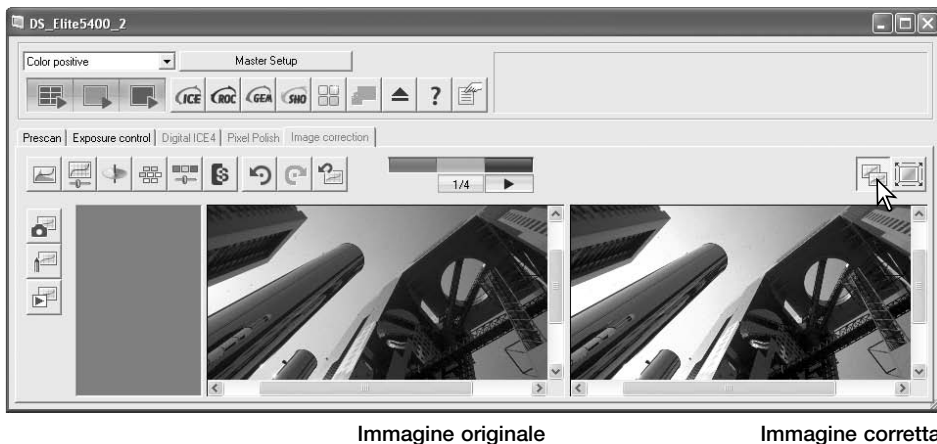 DS_Elite5400_2
Color positive
Master Setup
ICE ROC GEM SHO ?
Prescan Exposure control Digital ICE4 Pixel Polish Image correction
1/4
Immagine originale Immagine corretta